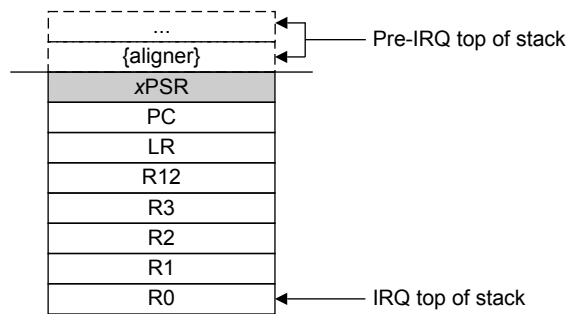 ...
Pre-IRQ top of stack
{aligner}
xPSR
PC
LR
R12
R3
R2
R1
R0
IRQ top of stack